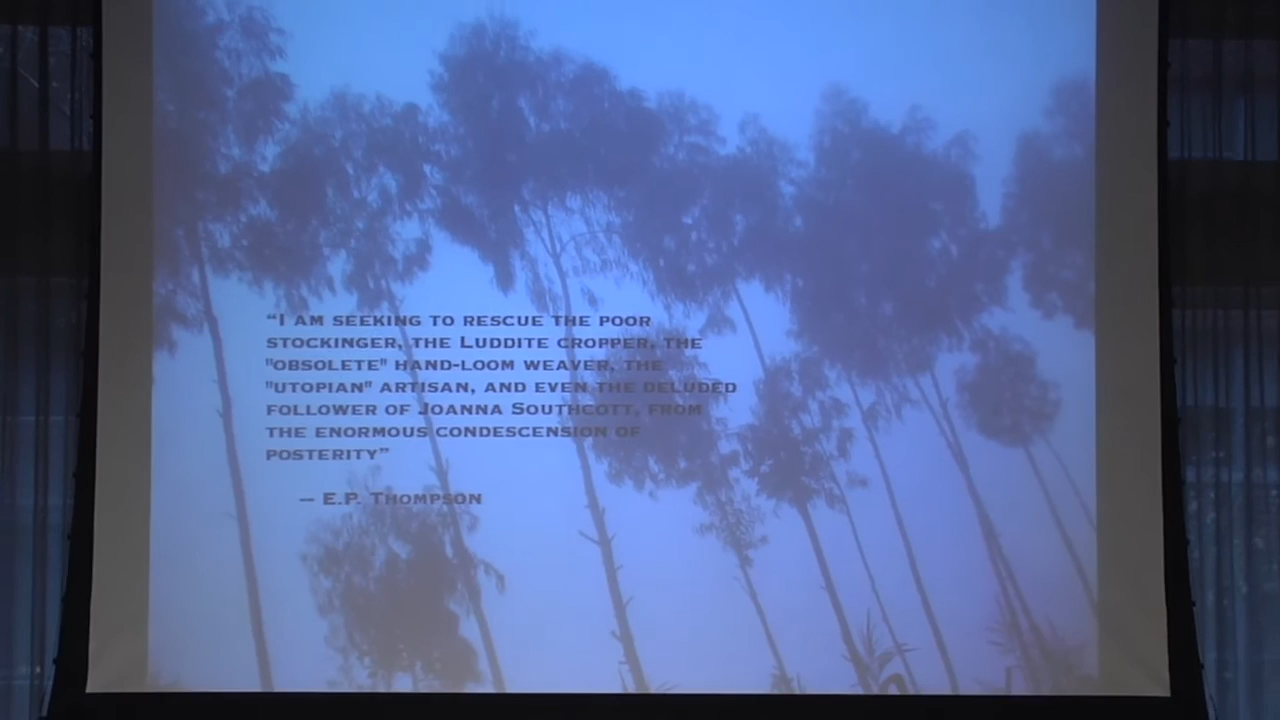 “I am seeking to rescue the poor
stockinger, the Luddite cropper, the
"obsolete" hand-loom weaver, the
"utopian" artisan, and even the deluded
follower of Joanna Southcott, from
the enormous condescension of
posterity”
– E.P. Thompson